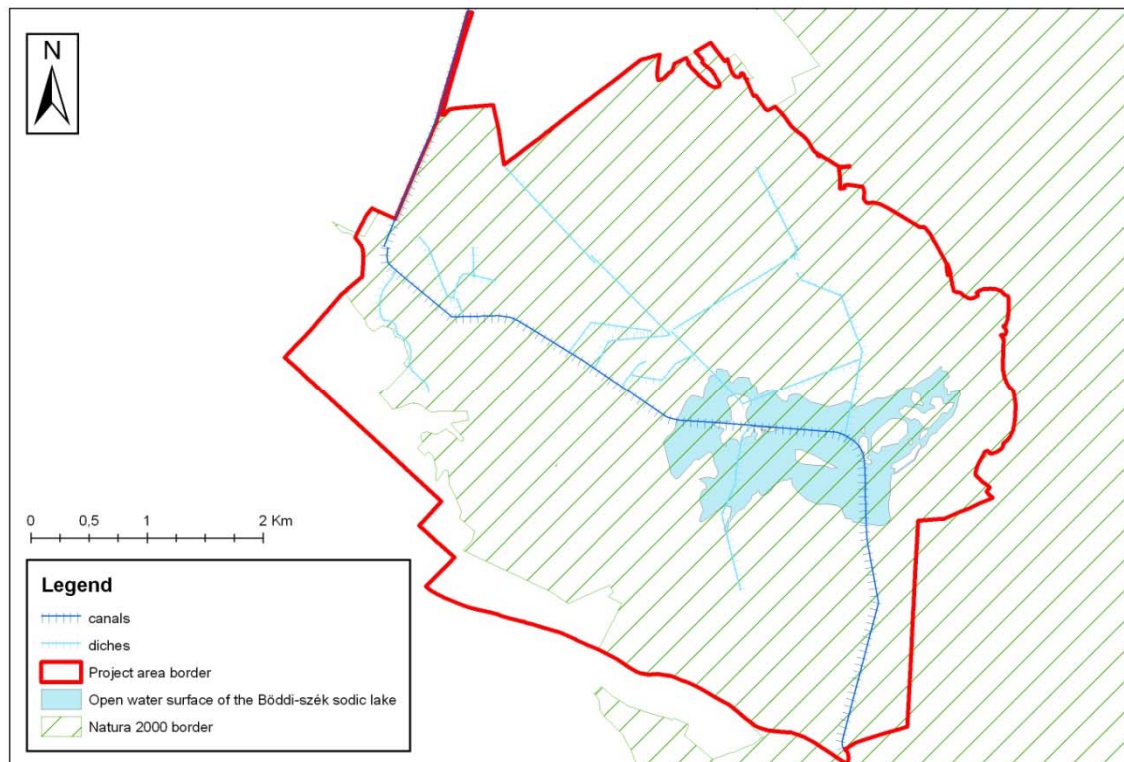 N
0 0,5 1 2 Km
Legend
canals
diches
Project area border
Open water surface of the Böddi-szék sodic lake
Natura 2000 border